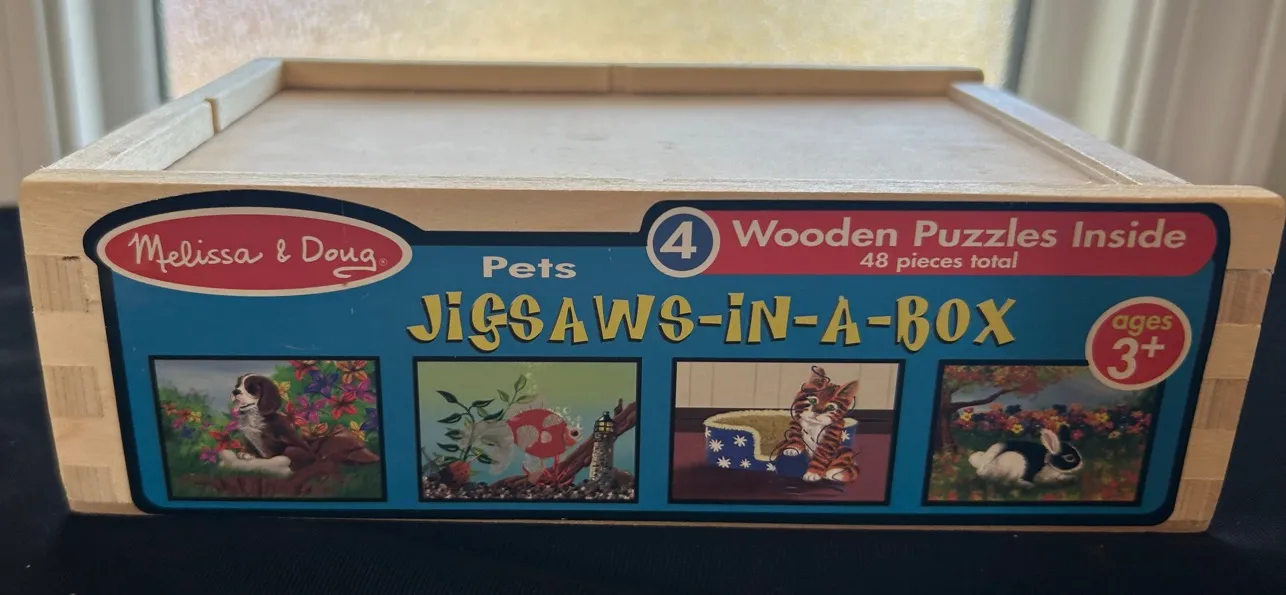 Melissa & Doug®
4
Wooden Puzzles Inside
48 pieces total
Pets
JiGSAWS-iN-A-BOX
ages
3+